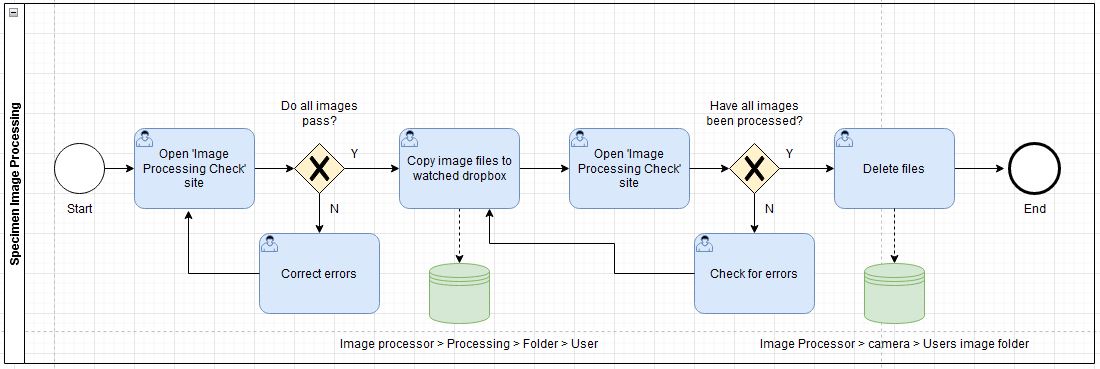 Specimen Image Processing
Start
Open 'Image
Processing Check'
site
Do all images
pass?
Y
N
Correct errors
Copy image files to
watched dropbox
Image processor > Processing > Folder > User
Open 'Image
Processing Check'
site
Have all images
been processed?
Y
N
Check for errors
Delete files
Image Processor > camera > Users image folder
End